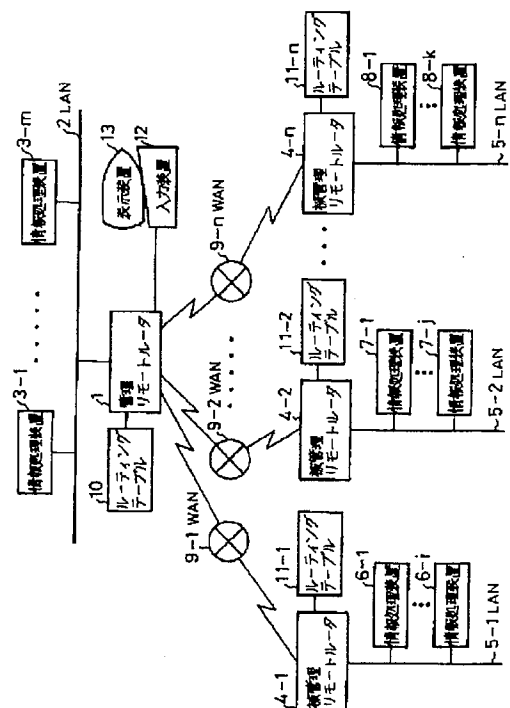 3-1
情報処理装置
.....
3-m
情報処理装置
2 LAN
10
ルーティング
テーブル
1
管理
リモートルータ
13
表示装置
12
入力装置
9-1 WAN
9-2 WAN
.....
9-n WAN
4-1
被管理
リモートルータ
11-1
ルーティング
テーブル
6-1
情報処理装置
6-i
情報処理装置
5-1 LAN
4-2
被管理
リモートルータ
11-2
ルーティング
テーブル
7-1
情報処理装置
7-j
情報処理装置
5-2 LAN
...
4-n
被管理
リモートルータ
11-n
ルーティング
テーブル
8-1
情報処理装置
8-k
情報処理装置
5-n LAN